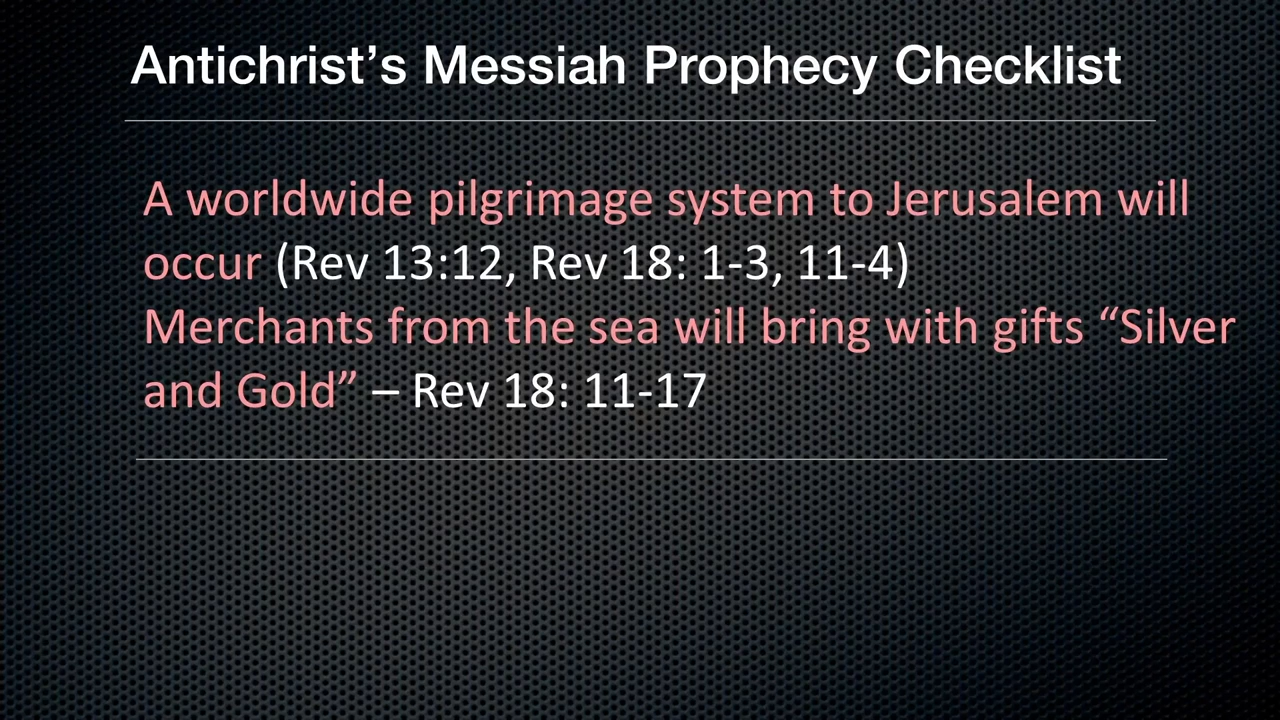 Antichrist’s Messiah Prophecy Checklist
A worldwide pilgrimage system to Jerusalem will
occur (Rev 13:12, Rev 18: 1-3, 11-4)
Merchants from the sea will bring with gifts “Silver
and Gold” – Rev 18: 11-17